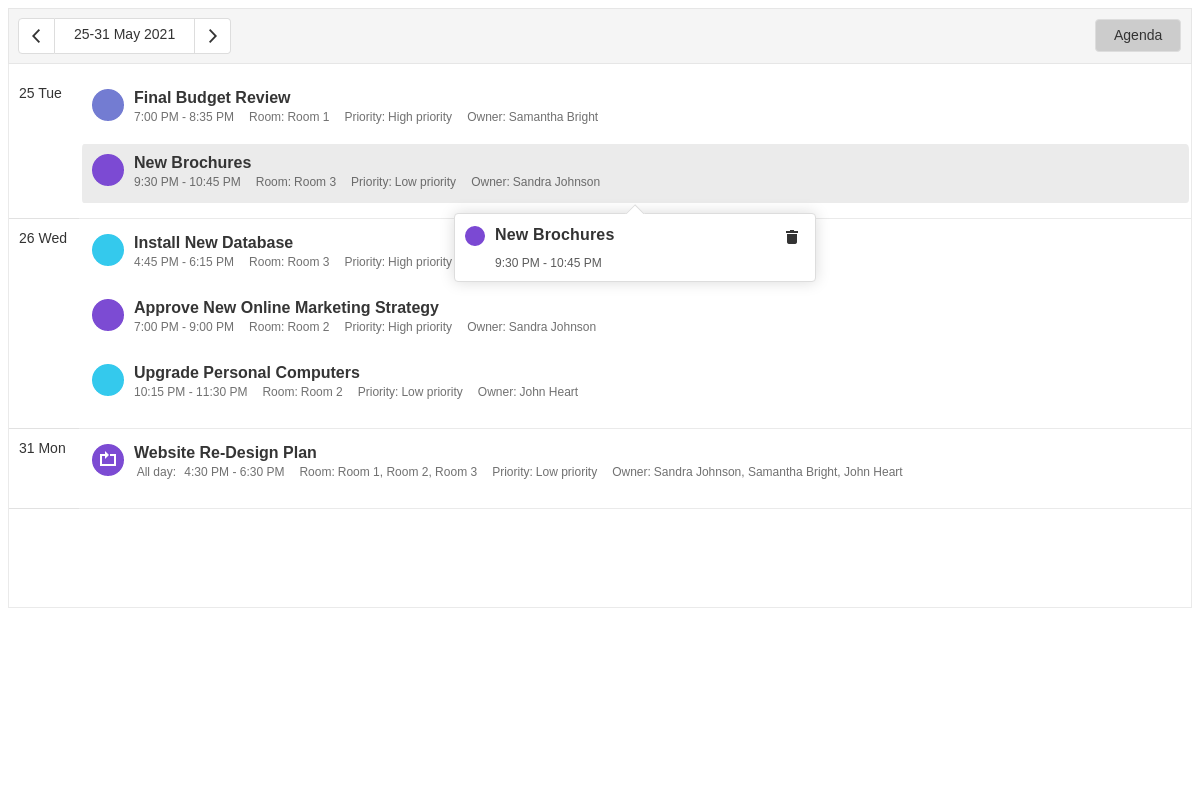 25-31 May 2021
Agenda
25 Tue
Final Budget Review
7:00 PM - 8:35 PM Room: Room 1 Priority: High priority Owner: Samantha Bright
New Brochures
9:30 PM - 10:45 PM Room: Room 3 Priority: Low priority Owner: Sandra Johnson
26 Wed
Install New Database
4:45 PM - 6:15 PM Room: Room 3 Priority: High priority
New Brochures
9:30 PM - 10:45 PM
Approve New Online Marketing Strategy
7:00 PM - 9:00 PM Room: Room 2 Priority: High priority Owner: Sandra Johnson
Upgrade Personal Computers
10:15 PM - 11:30 PM Room: Room 2 Priority: Low priority Owner: John Heart
31 Mon
Website Re-Design Plan
All day: 4:30 PM - 6:30 PM Room: Room 1, Room 2, Room 3 Priority: Low priority Owner: Sandra Johnson, Samantha Bright, John Heart